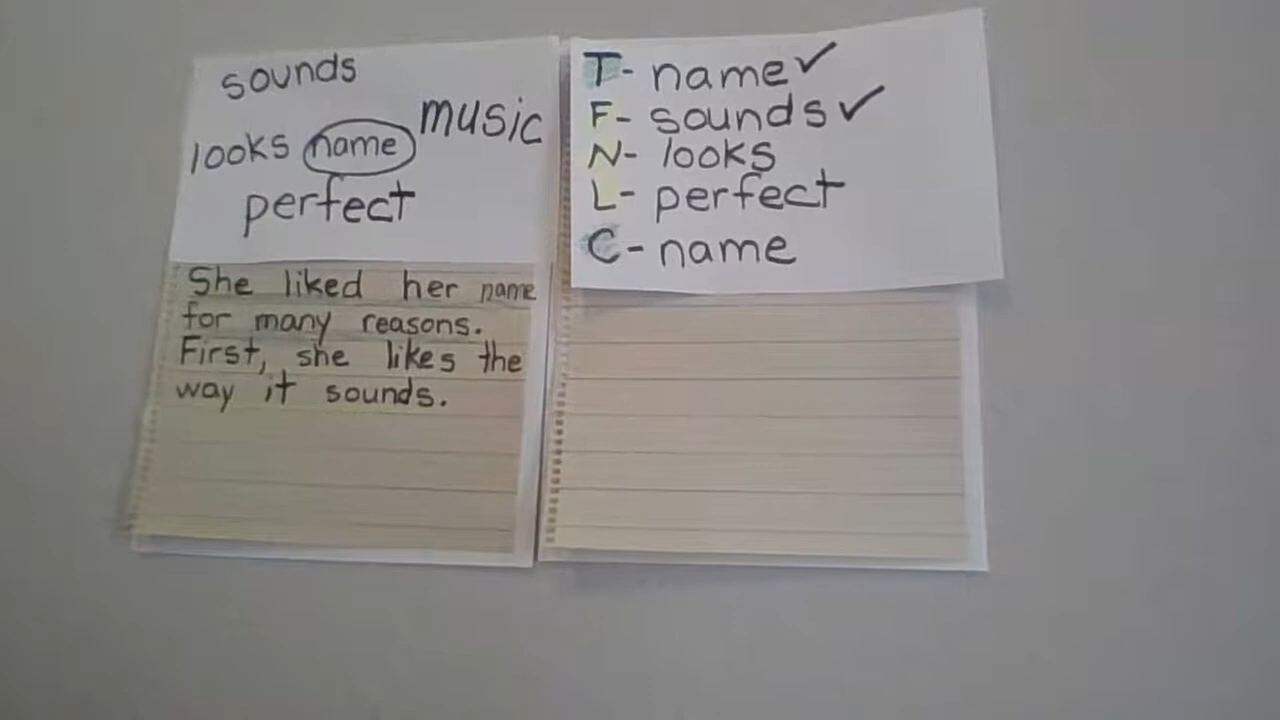 sounds
music
looks name
perfect
She liked her name
for many reasons.
First, she likes the
way it sounds.
T- name✓
F- sounds✓
N- looks
L- perfect
C- name